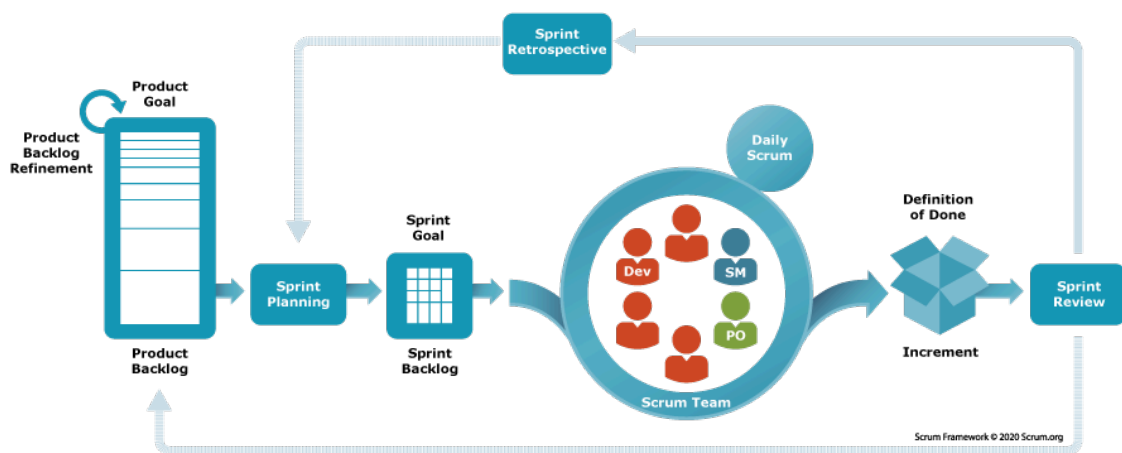 Sprint
Retrospective
Product
Goal
Product
Backlog
Refinement
Daily
Scrum
Sprint
Goal
Definition
of Done
Dev
SM
Sprint
Planning
Sprint
Review
PO
Product
Backlog
Sprint
Backlog
Increment
Scrum Team
Scrum Framework © 2020 Scrum.org